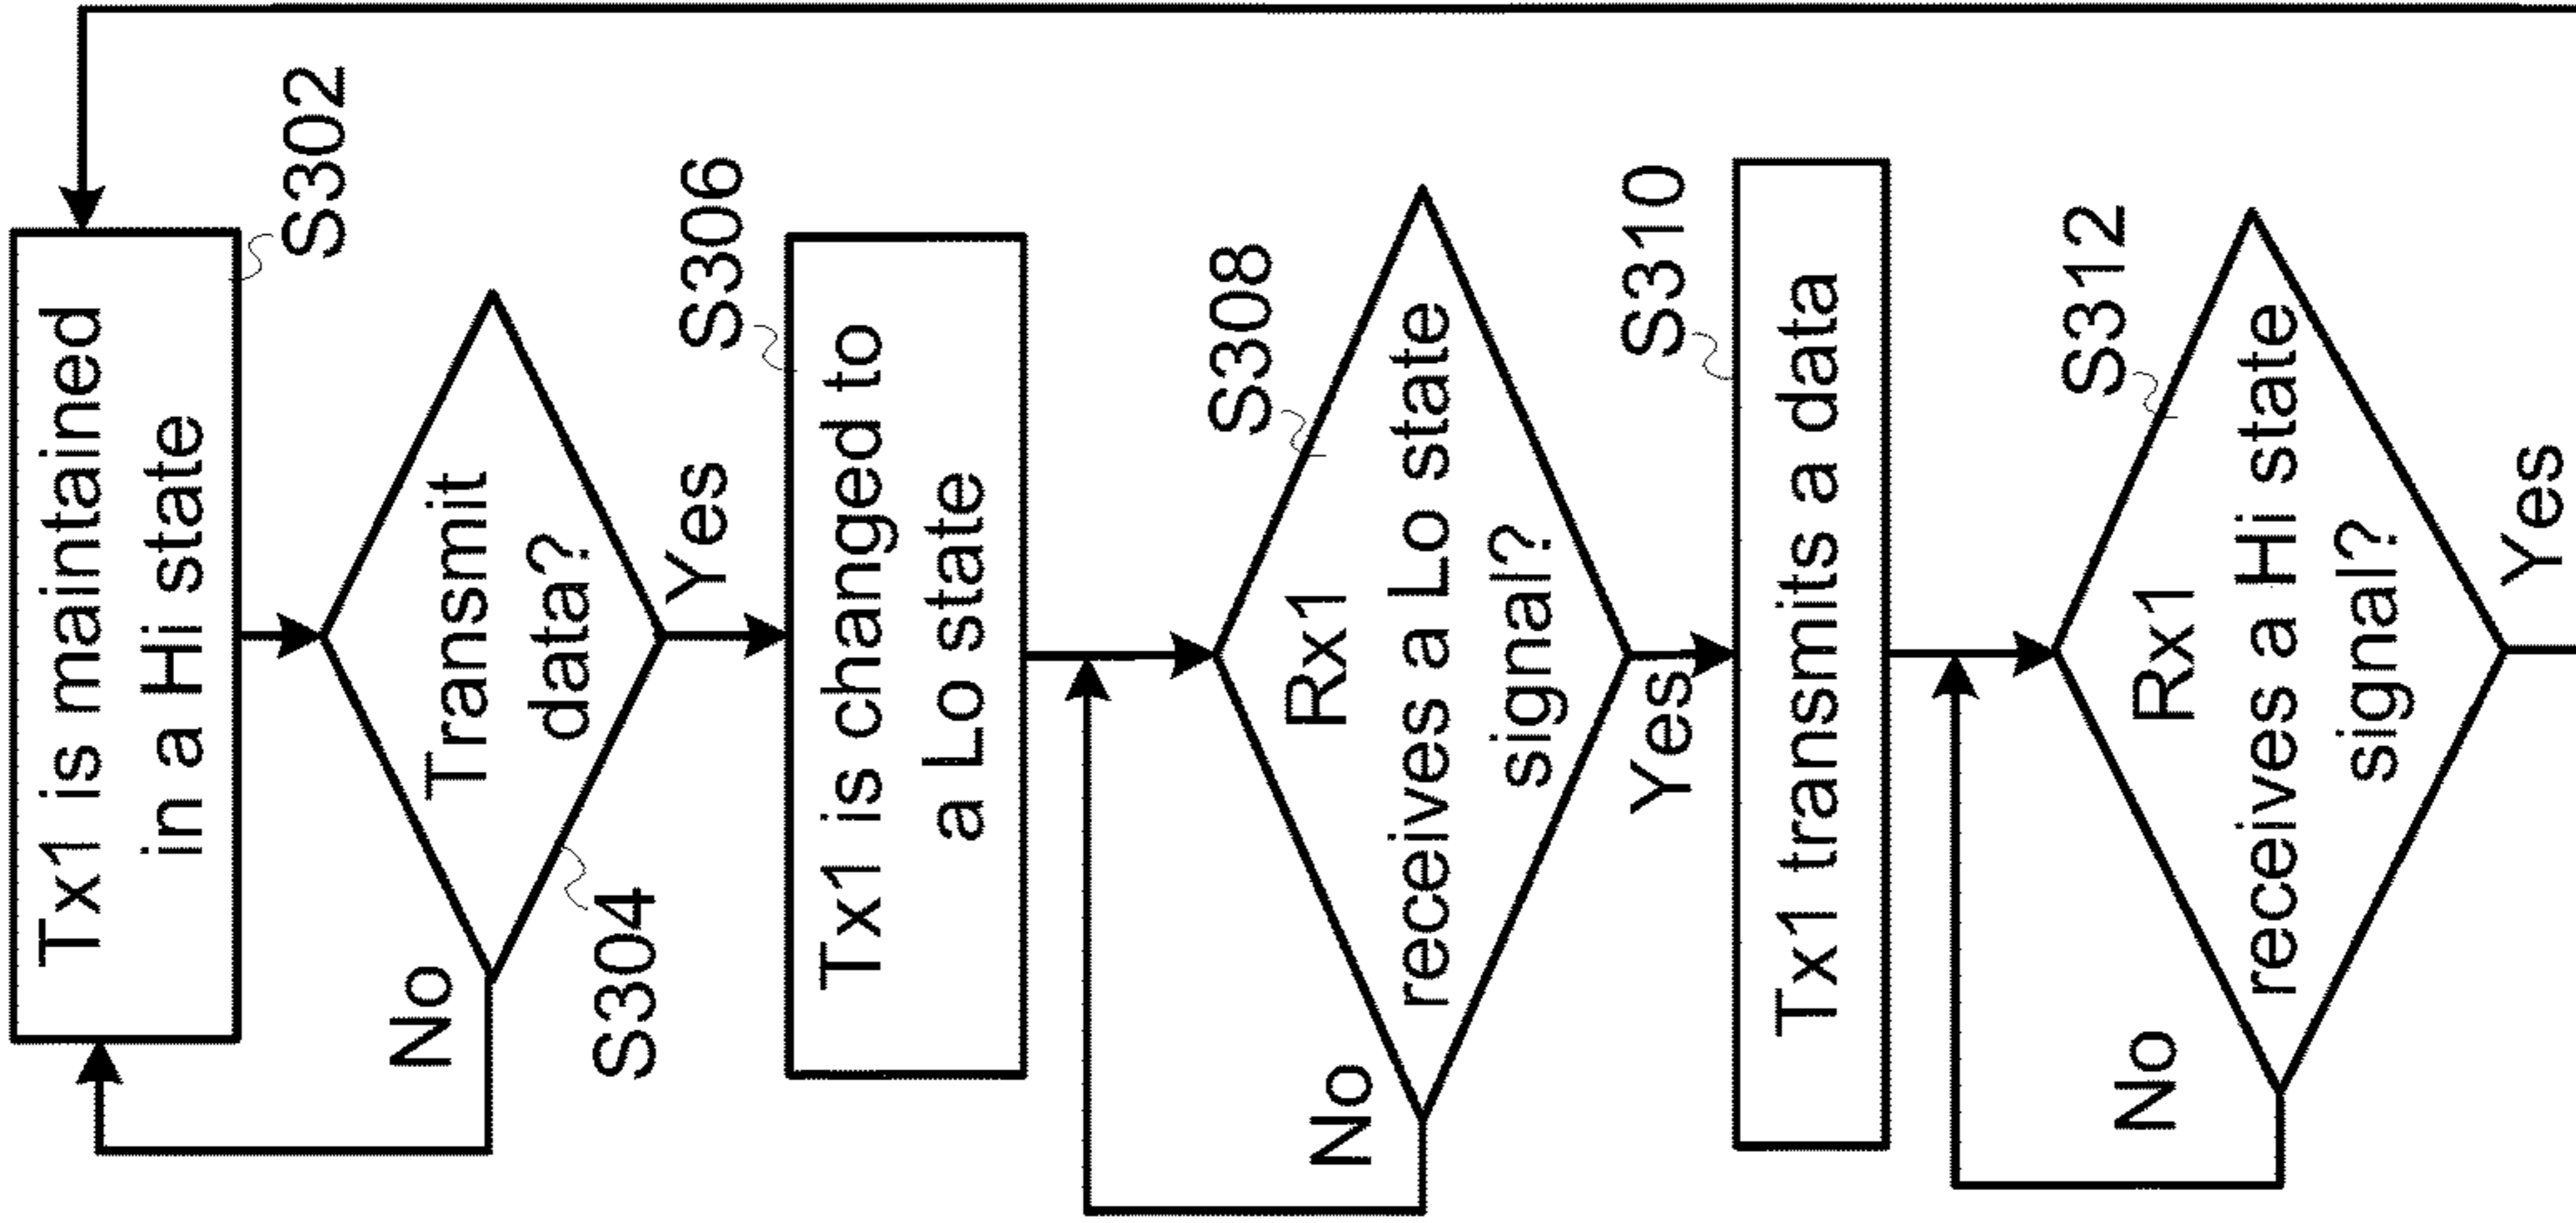 Tx1 is maintained
in a Hi state
S302
Transmit
data?
No
Yes
S304
Tx1 is changed to
a Lo state
S306
Rx1
receives a Lo state
signal?
S308
No
Yes
Tx1 transmits a data
S310
Rx1
receives a Hi state
signal?
S312
No
Yes